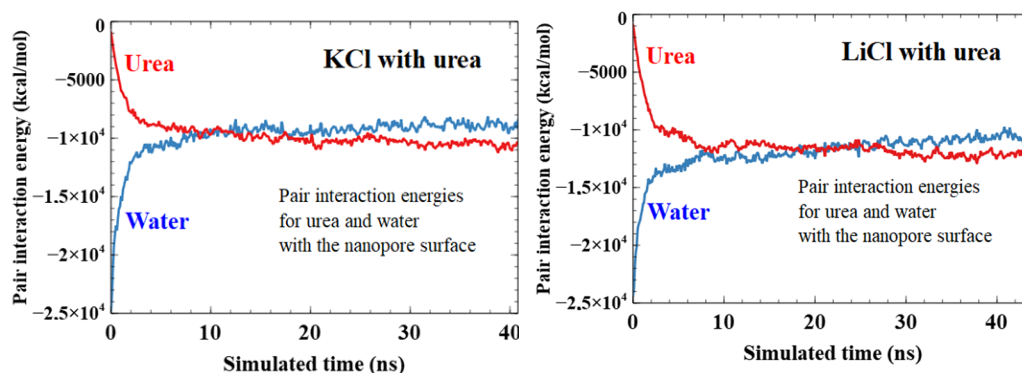 KCl with urea
Urea
Water
Pair interaction energies
for urea and water
with the nanopore surface
Pair interaction energy (kcal/mol)
0
−5000
−1×10⁴
−1.5×10⁴
−2×10⁴
−2.5×10⁴
0
10
20
30
40
Simulated time (ns)
LiCl with urea
Urea
Water
Pair interaction energies
for urea and water
with the nanopore surface
Pair interaction energy (kcal/mol)
0
−5000
−1×10⁴
−1.5×10⁴
−2×10⁴
−2.5×10⁴
0
10
20
30
40
Simulated time (ns)